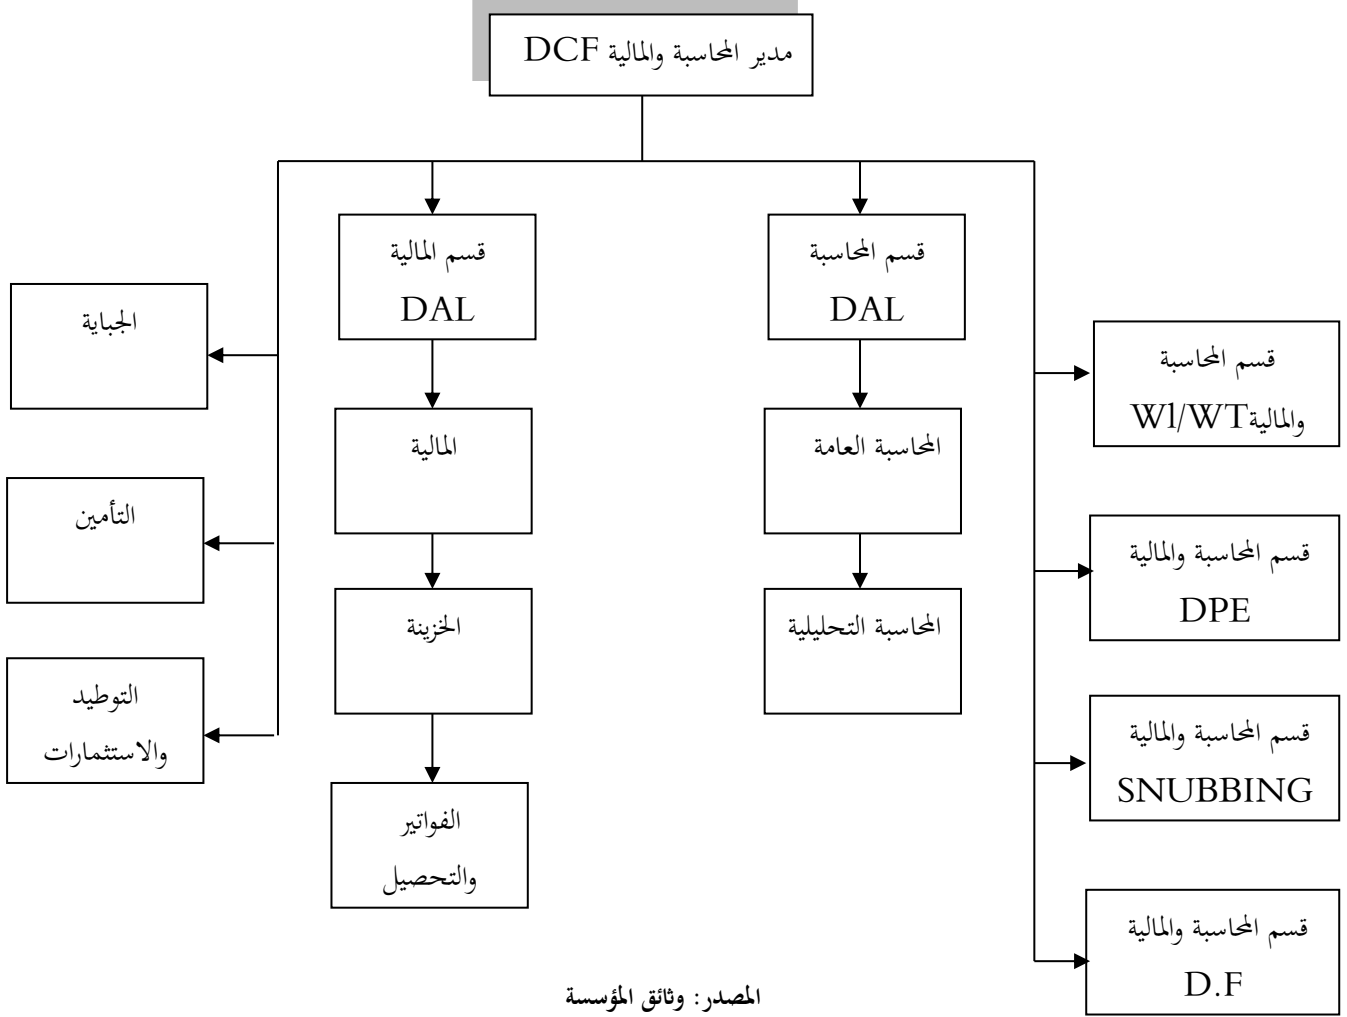 مدير المحاسبة والمالية DCF
قسم المحاسبة
DAL
قسم المالية
DAL
الجباية
قسم المحاسبة
والمالية Wl/WT
المحاسبة العامة
المالية
التأمين
قسم المحاسبة والمالية
DPE
المحاسبة التحليلية
الخزينة
التوطيد
والاستثمارات
قسم المحاسبة والمالية
SNUBBING
الفواتير
والتحصيل
قسم المحاسبة والمالية
D.F
المصدر: وثائق المؤسسة